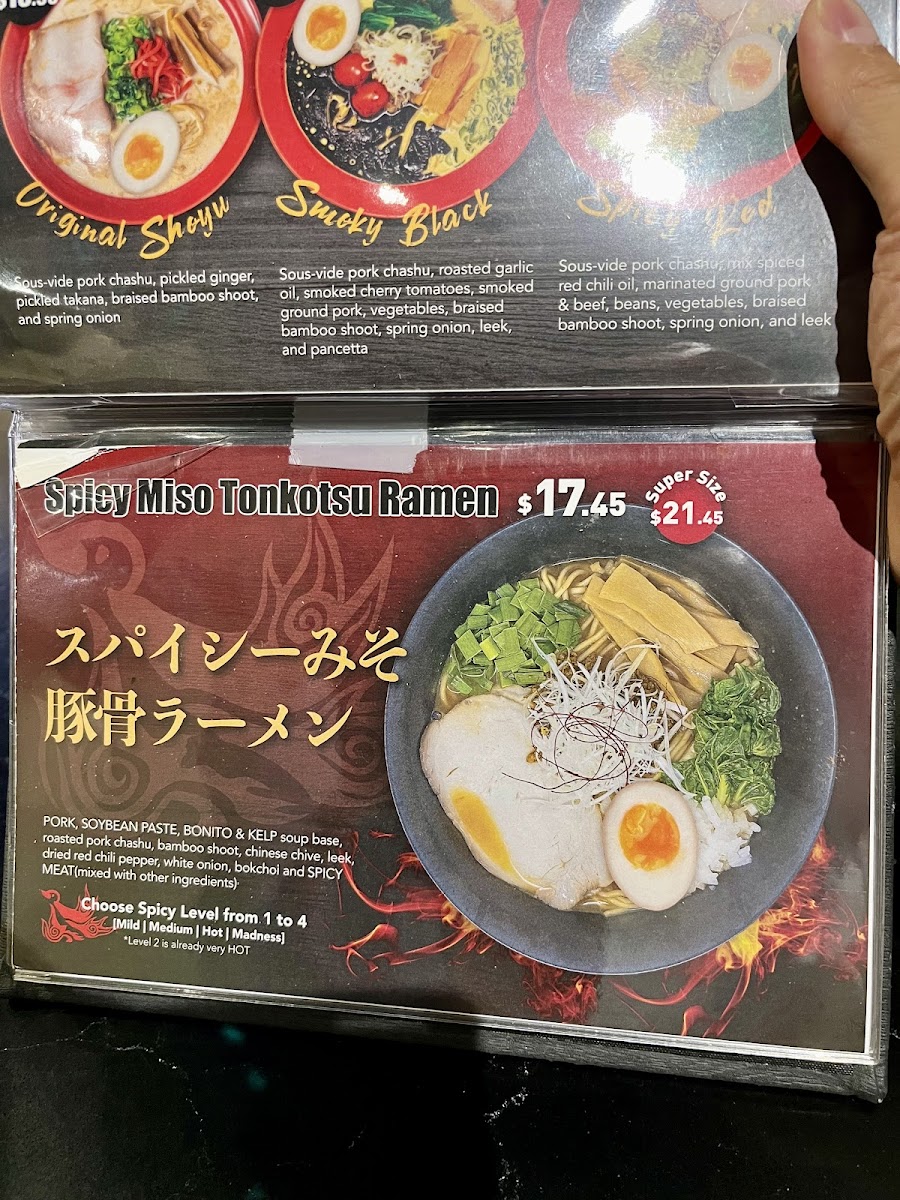 Original Shoyu
Sous-vide pork chashu, pickled ginger,
pickled takana, braised bamboo shoot,
and spring onion
Smoky Black
Sous-vide pork chashu, roasted garlic
oil, smoked cherry tomatoes, smoked
ground pork, vegetables, braised
bamboo shoot, spring onion, leek,
and pancetta
Spicy Red
Sous-vide pork chashu, mix spiced
red chili oil, marinated ground pork
& beef, beans, vegetables, braised
bamboo shoot, spring onion, and leek
Spicy Miso Tonkotsu Ramen $17.45
Super Size
$21.45
スパイシーみそ
豚骨ラーメン
PORK, SOYBEAN PASTE, BONITO & KELP soup base,
roasted pork chashu, bamboo shoot, chinese chive, leek,
dried red chili pepper, white onion, bokchoi and SPICY
MEAT(mixed with other ingredients)
Choose Spicy Level from 1 to 4
[Mild | Medium | Hot | Madness]
*Level 2 is already very HOT